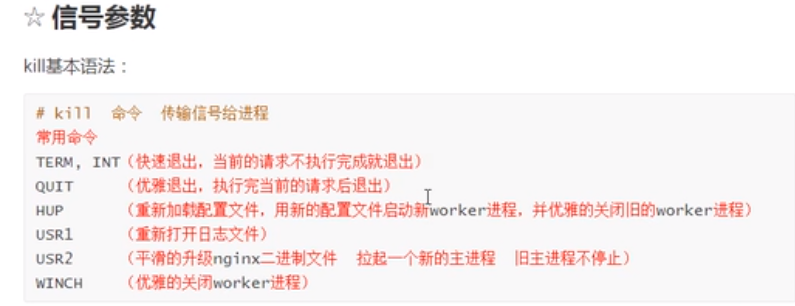 ☆ 信号参数
kill基本语法：
# kill 命令 传输信号给进程
常用命令
TERM, INT（快速退出，当前的请求不执行完成就退出）
QUIT （优雅退出，执行完当前的请求后退出）
HUP （重新加载配置文件，用新的配置文件启动新worker进程，并优雅的关闭旧的worker进程）
USR1 （重新打开日志文件）
USR2 （平滑的升级nginx二进制文件 拉起一个新的主进程 旧主进程不停止）
WINCH （优雅的关闭worker进程）